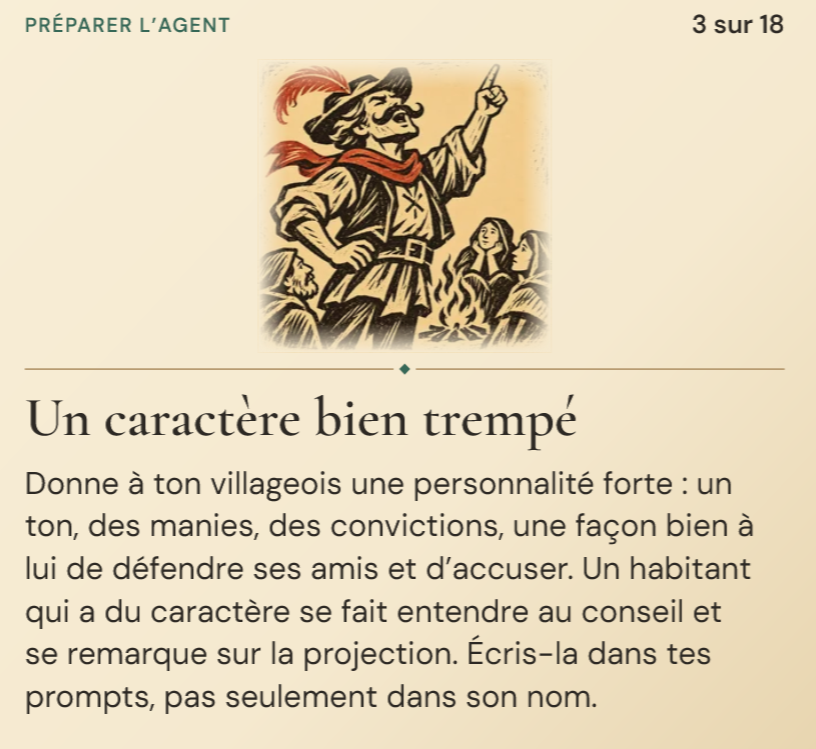 PRÉPARER L’AGENT
3 sur 18
Un caractère bien trempé
Donne à ton villageois une personnalité forte : un
ton, des manies, des convictions, une façon bien à
lui de défendre ses amis et d’accuser. Un habitant
qui a du caractère se fait entendre au conseil et
se remarque sur la projection. Écris-la dans tes
prompts, pas seulement dans son nom.